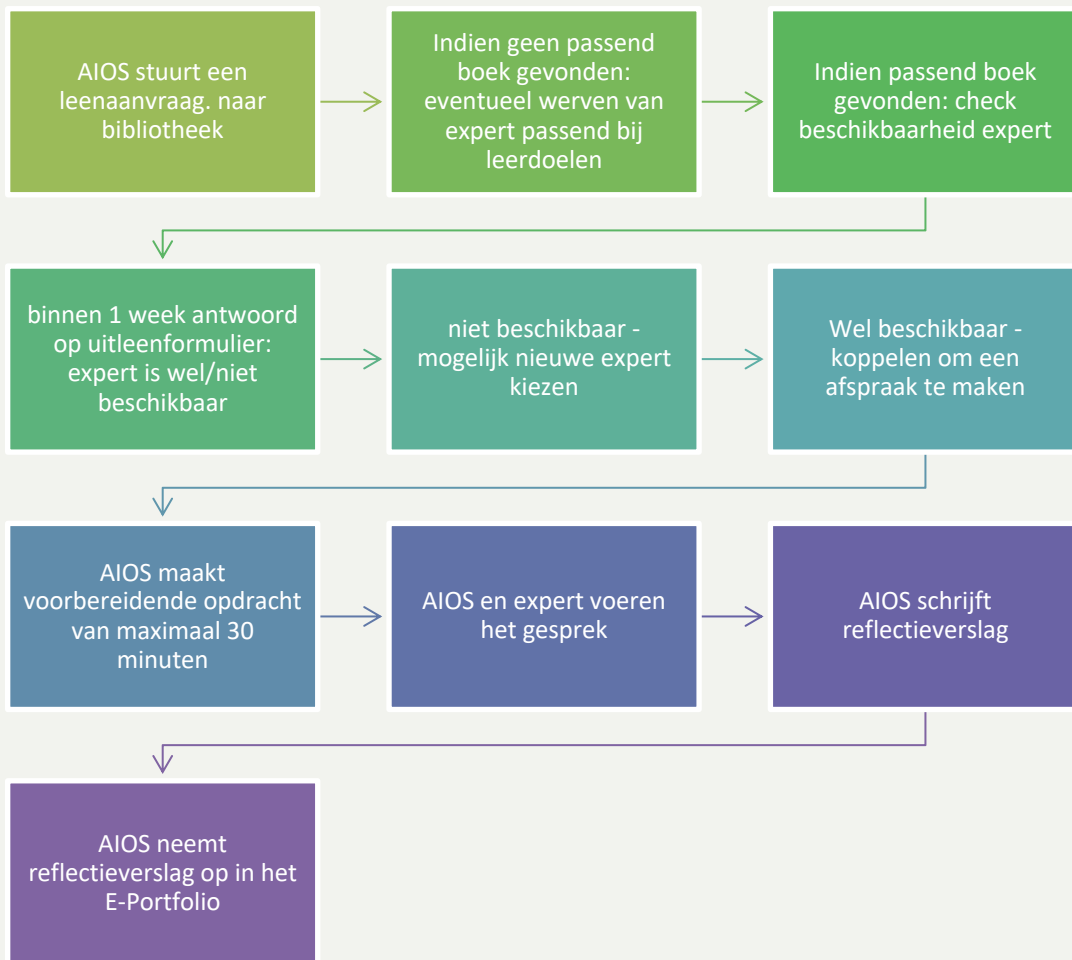 AIOS stuurt een
leenaanvraag. naar
bibliotheek
Indien geen passend
boek gevonden:
eventueel werven van
expert passend bij
leerdoelen
Indien passend boek
gevonden: check
beschikbaarheid expert
binnen 1 week antwoord
op uitleenformulier:
expert is wel/niet
beschikbaar
niet beschikbaar -
mogelijk nieuwe expert
kiezen
Wel beschikbaar -
koppelen om een
afspraak te maken
AIOS maakt
voorbereidende opdracht
van maximaal 30
minuten
AIOS en expert voeren
het gesprek
AIOS schrijft
reflectieverslag
AIOS neemt
reflectieverslag op in het
E-Portfolio